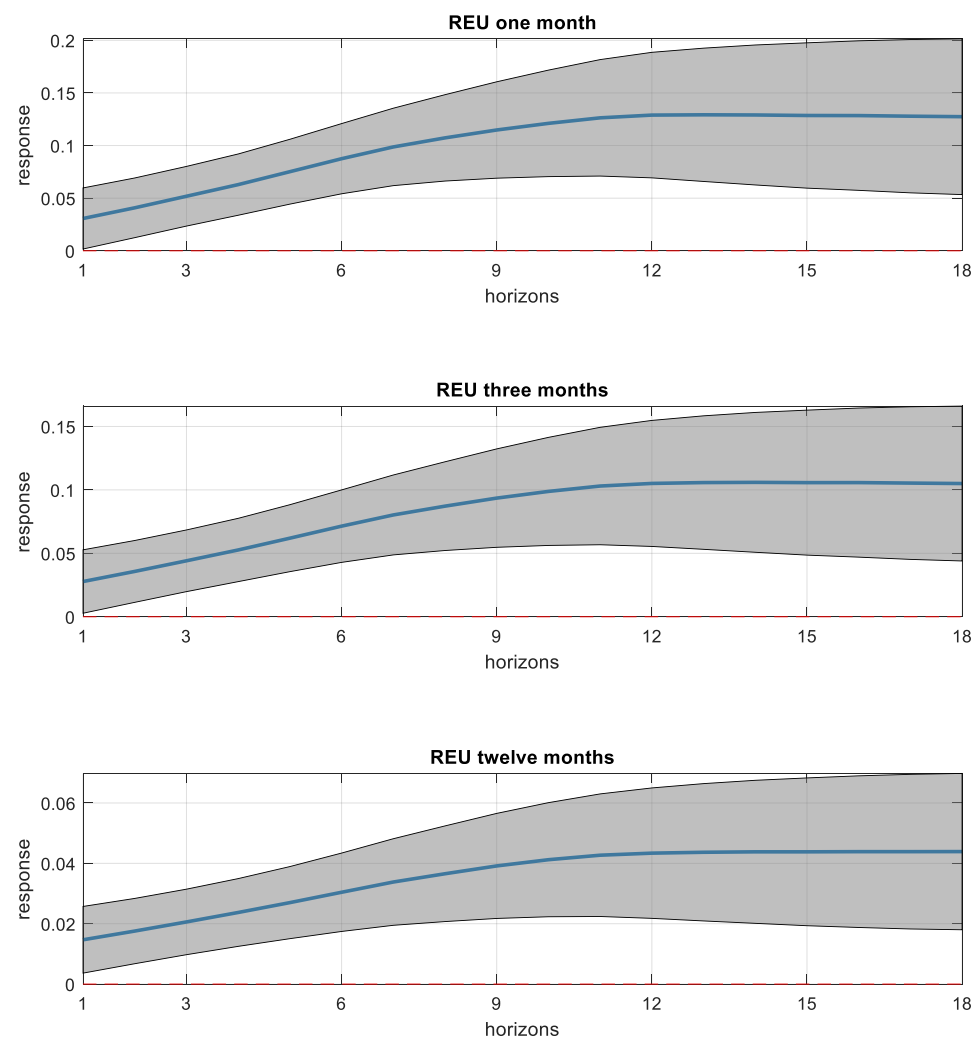 REU one month
0.2
0.15
0.1
0.05
0
response
1 3 6 9 12 15 18
horizons
REU three months
0.15
0.1
0.05
0
response
1 3 6 9 12 15 18
horizons
REU twelve months
0.06
0.04
0.02
0
response
1 3 6 9 12 15 18
horizons